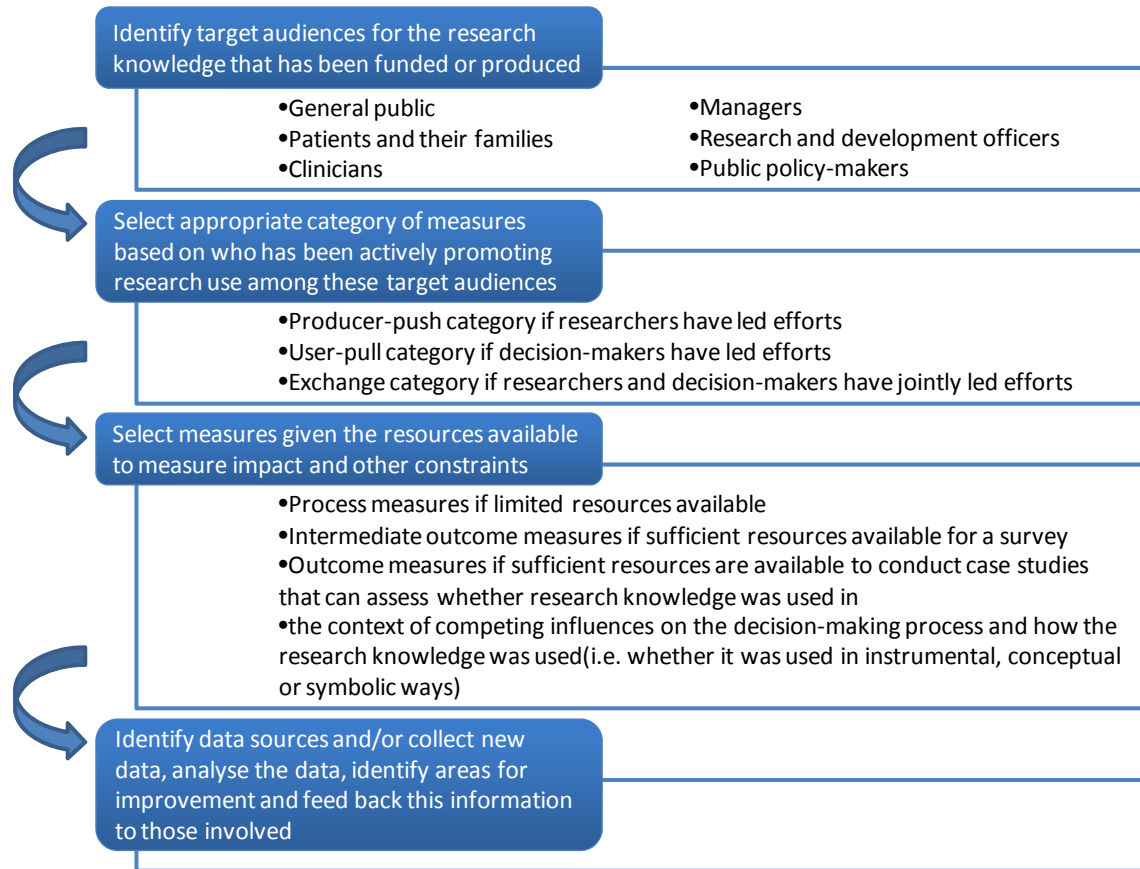 Identify target audiences for the research
knowledge that has been funded or produced
•General public
•Patients and their families
•Clinicians
•Managers
•Research and development officers
•Public policy-makers
Select appropriate category of measures
based on who has been actively promoting
research use among these target audiences
•Producer-push category if researchers have led efforts
•User-pull category if decision-makers have led efforts
•Exchange category if researchers and decision-makers have jointly led efforts
Select measures given the resources available
to measure impact and other constraints
•Process measures if limited resources available
•Intermediate outcome measures if sufficient resources available for a survey
•Outcome measures if sufficient resources are available to conduct case studies
that can assess whether research knowledge was used in
•the context of competing influences on the decision-making process and how the
research knowledge was used(i.e. whether it was used in instrumental, conceptual
or symbolic ways)
Identify data sources and/or collect new
data, analyse the data, identify areas for
improvement and feed back this information
to those involved